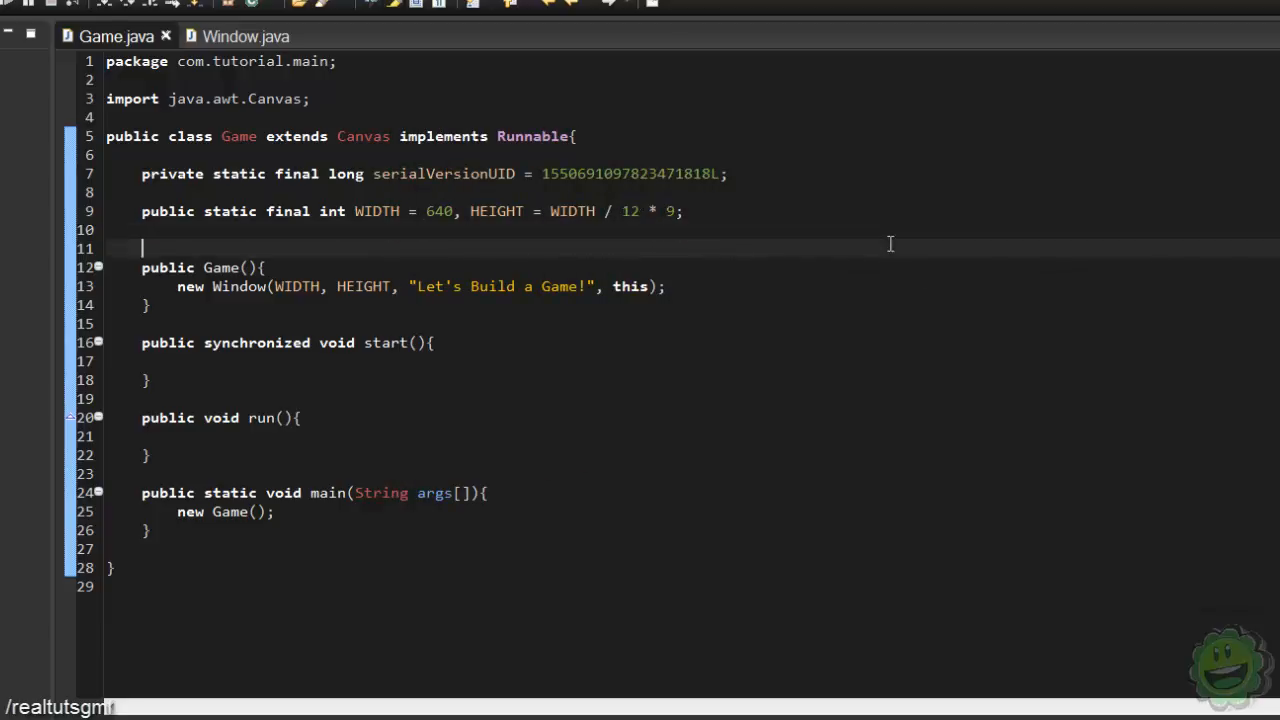 Game.java
Window.java
1 package com.tutorial.main;
2
3 import java.awt.Canvas;
4
5 public class Game extends Canvas implements Runnable{
6
7 private static final long serialVersionUID = 1550691097823471818L;
8
9 public static final int WIDTH = 640, HEIGHT = WIDTH / 12 * 9;
10
11
12 public Game(){
13 new Window(WIDTH, HEIGHT, "Let's Build a Game!", this);
14 }
15
16 public synchronized void start(){
17
18 }
19
20 public void run(){
21
22 }
23
24 public static void main(String args[]){
25 new Game();
26 }
27
28 }
29
/realtutsgmr